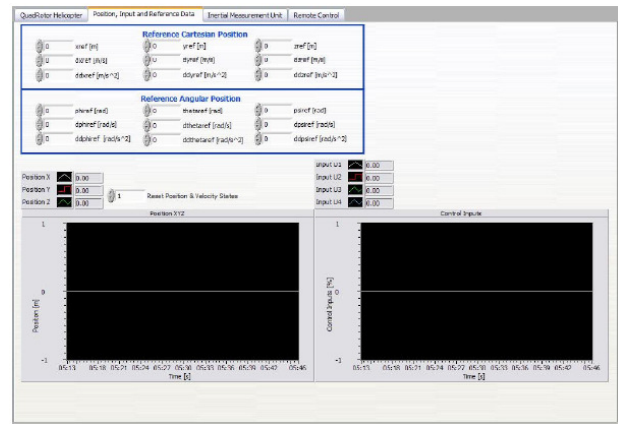 QuadRotor Helicopter Position, Input and Reference Data Inertial Measurement Unit Remote Control
Reference Cartesian Position
0 xref [m] 0 yref [m] 0 zref [m]
0 dxref [m/s] 0 dyref [m/s] 0 dzref [m/s]
0 ddxref [m/s^2] 0 ddyref [m/s^2] 0 ddzref [m/s^2]
Reference Angular Position
0 phiref [rad] 0 thetaref [rad] 0 psiref [rad]
0 dphiref [rad/s] 0 dthetaref [rad/s] 0 dpsiref [rad/s]
0 ddphiref [rad/s^2] 0 ddthetaref [rad/s^2] 0 ddpsiref [rad/s^2]
Position X 0.00
Position Y 0.00
Position Z 0.00
1 Reset Position & Velocity States
Input U1 0.00
Input U2 0.00
Input U3 0.00
Input U4 0.00
Position XYZ
1
0
-1
Position [m]
05:13 05:18 05:21 05:24 05:27 05:30 05:33 05:36 05:39 05:42 05:46
Time [s]
Control Inputs
1
0
-1
Control Inputs [%]
05:13 05:18 05:21 05:24 05:27 05:30 05:33 05:36 05:39 05:42 05:46
Time [s]